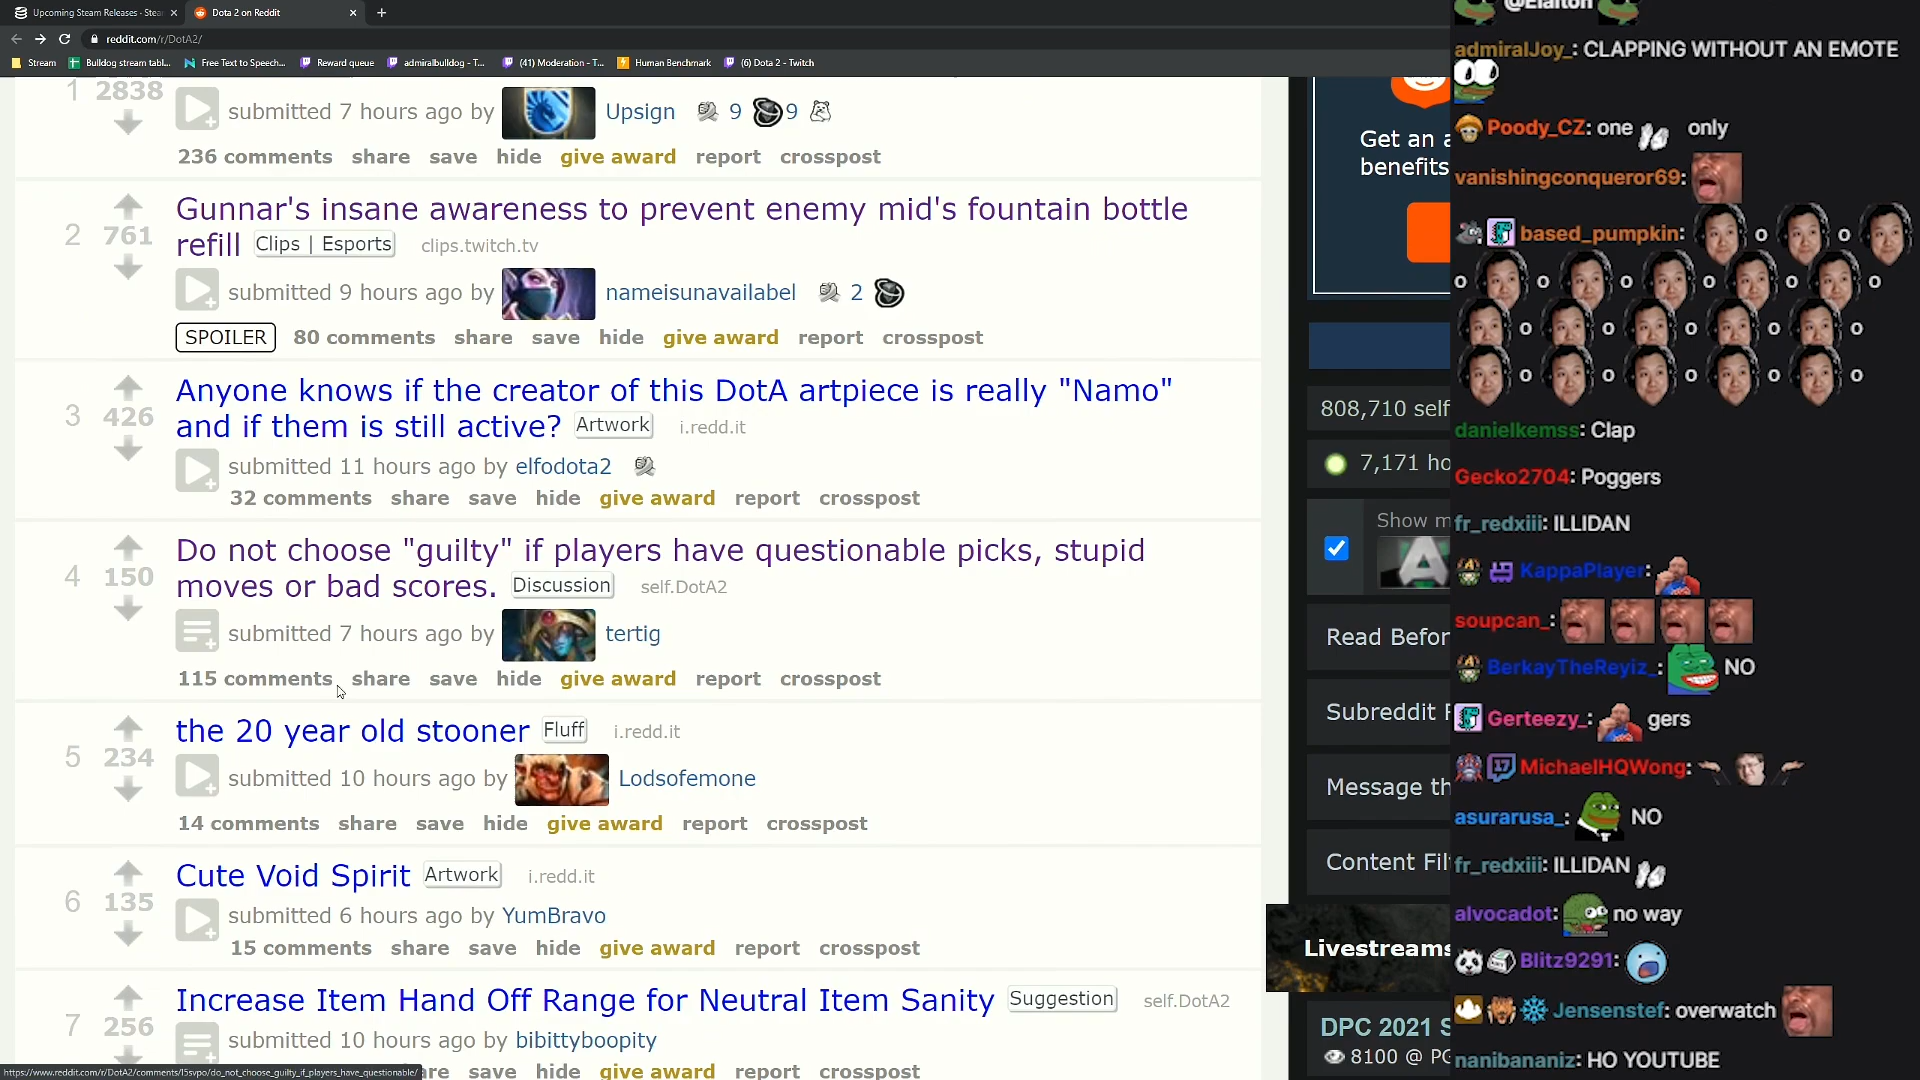 Upcoming Steam Releases - Stea
Dota 2 on Reddit
reddit.com/r/DotA2/
Stream
Bulldog stream tabl...
Free Text to Speech...
Reward queue
admiralbulldog - T...
(41) Moderation - T...
Human Benchmark
(6) Dota 2 - Twitch
1
2838
submitted 7 hours ago by Upsign 9 9
236 comments share save hide give award report crosspost
2
761
Gunnar's insane awareness to prevent enemy mid's fountain bottle
refill Clips | Esports clips.twitch.tv
submitted 9 hours ago by nameisunavailabel 2
SPOILER 80 comments share save hide give award report crosspost
3
426
Anyone knows if the creator of this DotA artpiece is really "Namo"
and if them is still active? Artwork i.redd.it
submitted 11 hours ago by elfodota2
32 comments share save hide give award report crosspost
4
150
Do not choose "guilty" if players have questionable picks, stupid
moves or bad scores. Discussion self.DotA2
submitted 7 hours ago by tertig
115 comments share save hide give award report crosspost
5
234
the 20 year old stooner Fluff i.redd.it
submitted 10 hours ago by Lodsofemone
14 comments share save hide give award report crosspost
6
135
Cute Void Spirit Artwork i.redd.it
submitted 6 hours ago by YumBravo
15 comments share save hide give award report crosspost
7
256
Increase Item Hand Off Range for Neutral Item Sanity Suggestion self.DotA2
submitted 10 hours ago by bibittyboopity
are save hide give award report crosspost
https://www.reddit.com/r/DotA2/comments/l5svpo/do_not_choose_guilty_if_players_have_questionable/
Get an a
benefits
808,710 self
7,171 ho
Show m
Read Befor
Subreddit
Message th
Content Fil
Livestreams
DPC 2021 S
8100 @ PG
@Elaiton
admiralJoy_: CLAPPING WITHOUT AN EMOTE
Poody_CZ: one only
vanishingconqueror69:
based_pumpkin: o o
o o o o o o
o o o o o
o o o o o
danielkemss: Clap
Gecko2704: Poggers
fr_redxiii: ILLIDAN
KappaPlayer:
soupcan_:
BerkayTheReyiz_: NO
Gerteezy_: gers
17 MichaelHQWong:
asurarusa_: NO
fr_redxiii: ILLIDAN
alvocadot: no way
Blitz9291:
Jensenstef: overwatch
nanibananiz: HO YOUTUBE